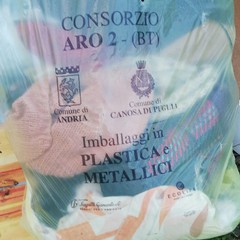 CONSORZIO
ARO 2 - (BT)
Comune di
ANDRIA
Comune di
CANOSA DI PUGLIA
Imballaggi in
PLASTICA e
METALLICI